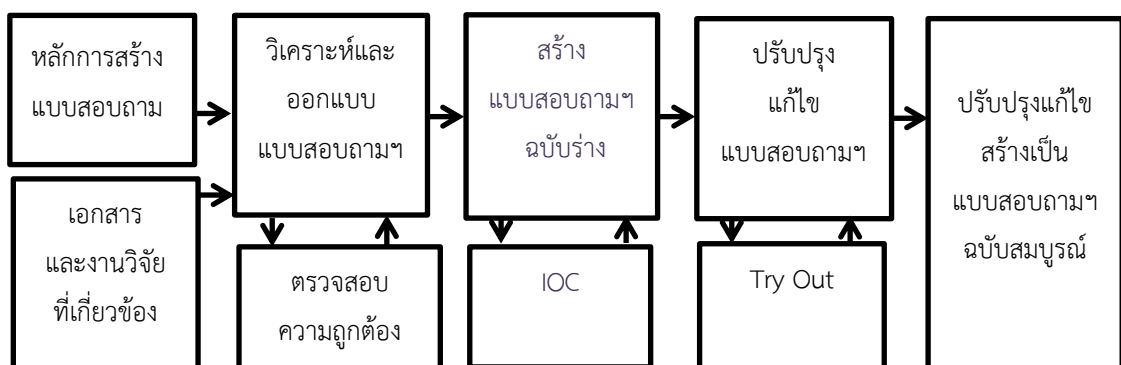 หลักการสร้าง
แบบสอบถาม
เอกสาร
และงานวิจัย
ที่เกี่ยวข้อง
วิเคราะห์และ
ออกแบบ
แบบสอบถามฯ
ตรวจสอบ
ความถูกต้อง
สร้าง
แบบสอบถามฯ
ฉบับร่าง
IOC
ปรับปรุง
แก้ไข
แบบสอบถามฯ
Try Out
ปรับปรุงแก้ไข
สร้างเป็น
แบบสอบถามฯ
ฉบับสมบูรณ์